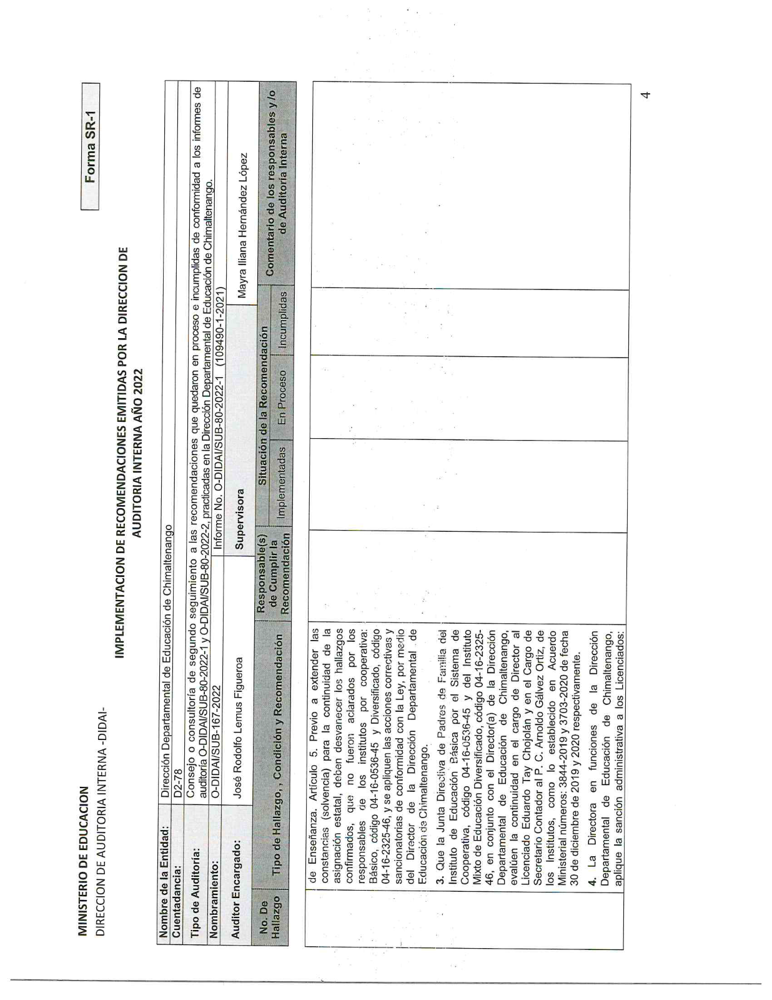 MINISTERIO DE EDUCACION
DIRECCION DE AUDITORIA INTERNA -DIDAI-
Forma SR-1
IMPLEMENTACION DE RECOMENDACIONES EMITIDAS POR LA DIRECCION DE
AUDITORIA INTERNA AÑO 2022
Nombre de la Entidad: Dirección Departamental de Educación de Chimaltenango
Cuentadancia: D2-78
Tipo de Auditoría: Consejo o consultoría de segundo seguimiento a las recomendaciones que quedaron en proceso e incumplidas de conformidad a los informes de
auditoría O-DIDAI/SUB-80-2022-1 y O-DIDAI/SUB-80-2022-2, practicadas en la Dirección Departamental de Educación de Chimaltenango.
Nombramiento: O-DIDAI/SUB-167-2022 Informe No. O-DIDAI/SUB-80-2022-1 (109490-1-2021)
Auditor Encargado: José Rodolfo Lemus Figueroa Supervisora Mayra Iliana Hernández López
No. De
Hallazgo
Tipo de Hallazgo, , Condición y Recomendación
Responsable(s)
de Cumplir la
Recomendación
Situación de la Recomendación
Implementadas En Proceso Incumplidas
Comentario de los responsables y /o
de Auditoría Interna
de Enseñanza. Artículo 5. Previo a extender las
constancias (solvencia) para la continuidad de la
asignación estatal, deben desvanecer los hallazgos
confirmados, que no fueron aclarados por los
responsables de los institutos por cooperativa:
Básico, código 04-16-0536-45 y Diversificado, código
04-16-2325-46, y se apliquen las acciones correctivas y
sancionatorias de conformidad con la Ley, por medio
del Director de la Dirección Departamental de
Educación de Chimaltenango.
3. Que la Junta Directiva de Padres de Familia del
Instituto de Educación Básica por el Sistema de
Cooperativa, código 04-16-0536-45 y del Instituto
Mixto de Educación Diversificado, código 04-16-2325-
46, en conjunto con el Director(a) de la Dirección
Departamental de Educación de Chimaltenango,
evalúen la continuidad en el cargo de Director al
Licenciado Eduardo Tay Chojolán y en el Cargo de
Secretario Contador al P. C. Arnoldo Gálvez Ortiz, de
los Institutos, como lo establecido en Acuerdo
Ministerial números: 3844-2019 y 3703-2020 de fecha
30 de diciembre de 2019 y 2020 respectivamente.
4. La Directora en funciones de la Dirección
Departamental de Educación de Chimaltenango,
aplique la sanción administrativa a los Licenciados:
4